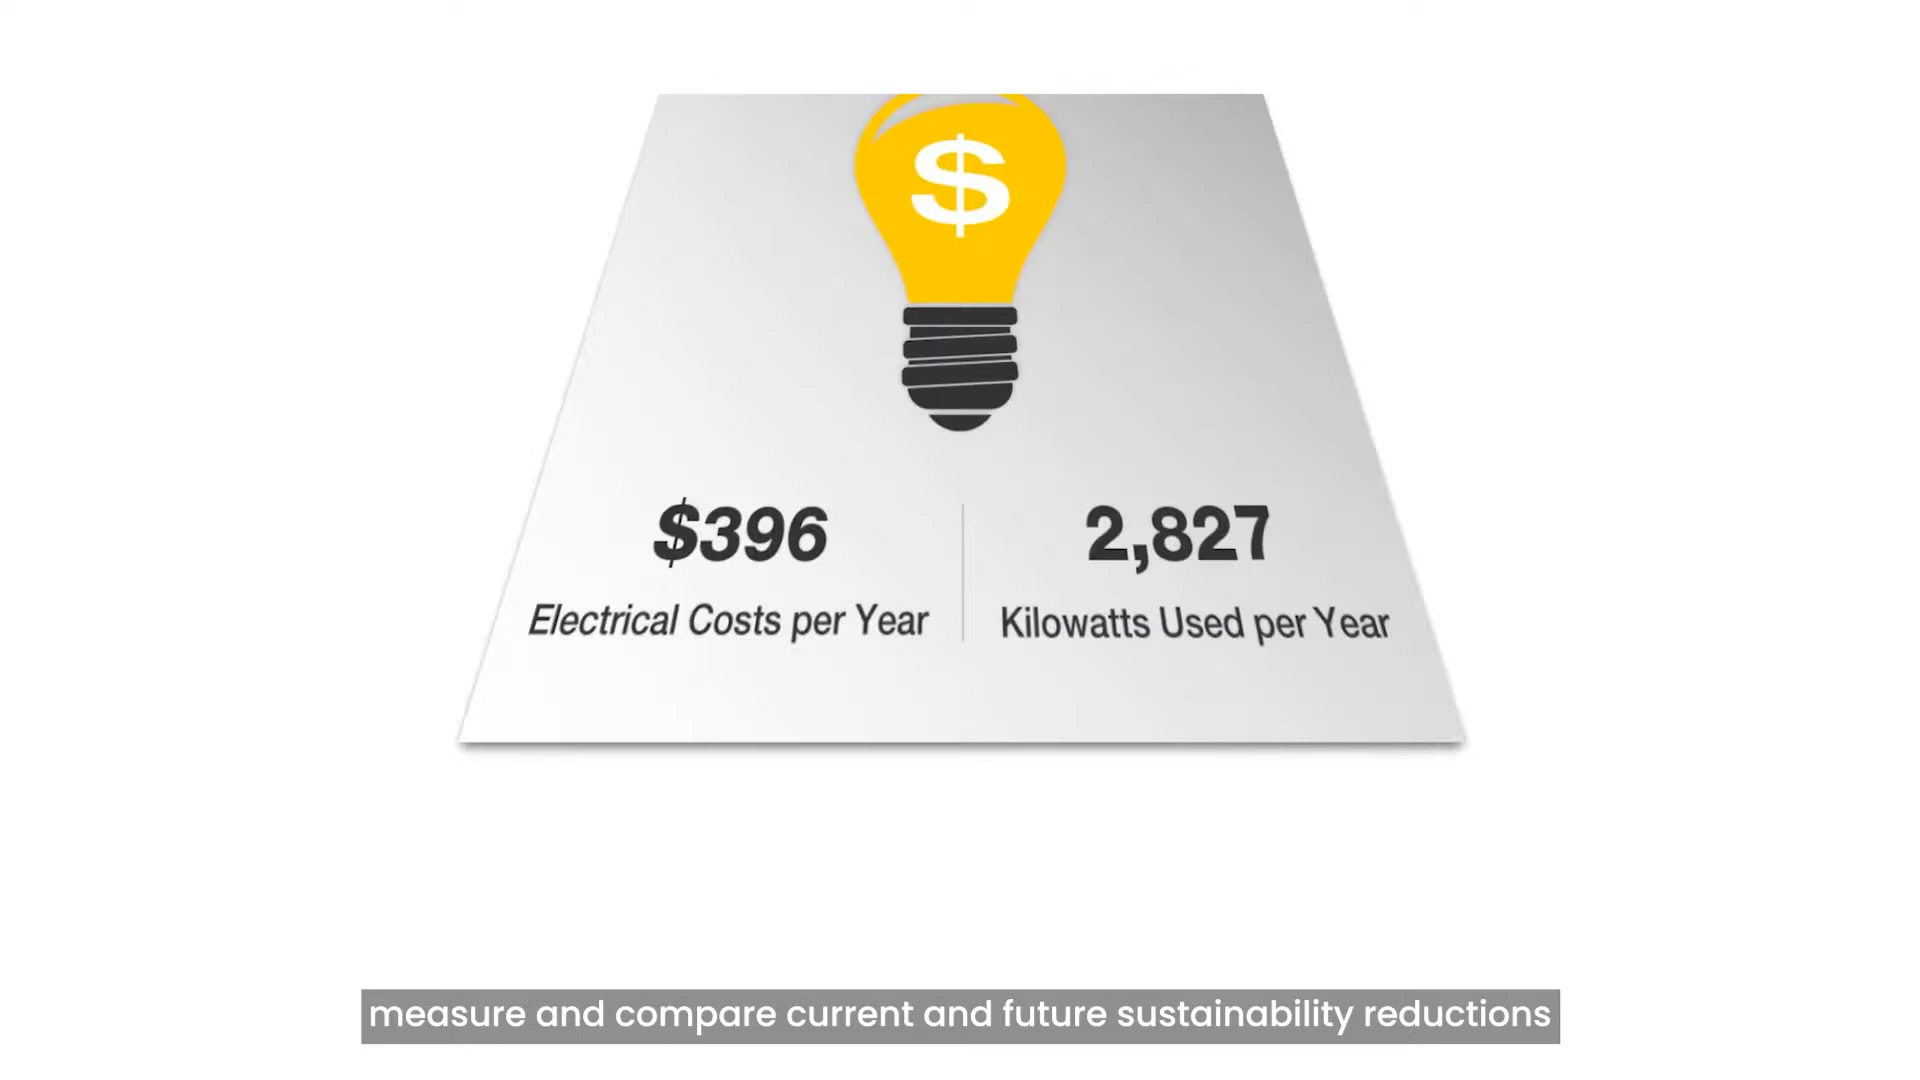 $
$396
2,827
Electrical Costs per Year
Kilowatts Used per Year
measure and compare current and future sustainability reductions